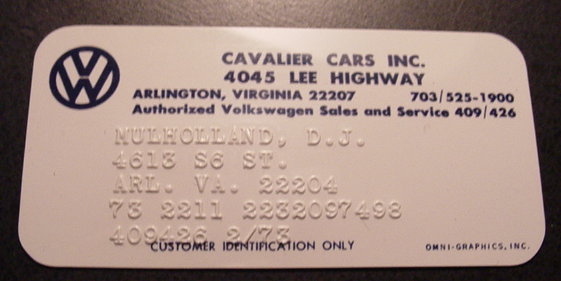 CAVALIER CARS INC.
4045 LEE HIGHWAY
ARLINGTON, VIRGINIA 22207 703/525-1900
Authorized Volkswagen Sales and Service 409/426
MULHOLLAND, D.J.
4613 S6 ST.
ARL. VA. 22204
73 2211 2232097498
409426 2/73
CUSTOMER IDENTIFICATION ONLY OMNI-GRAPHICS, INC.